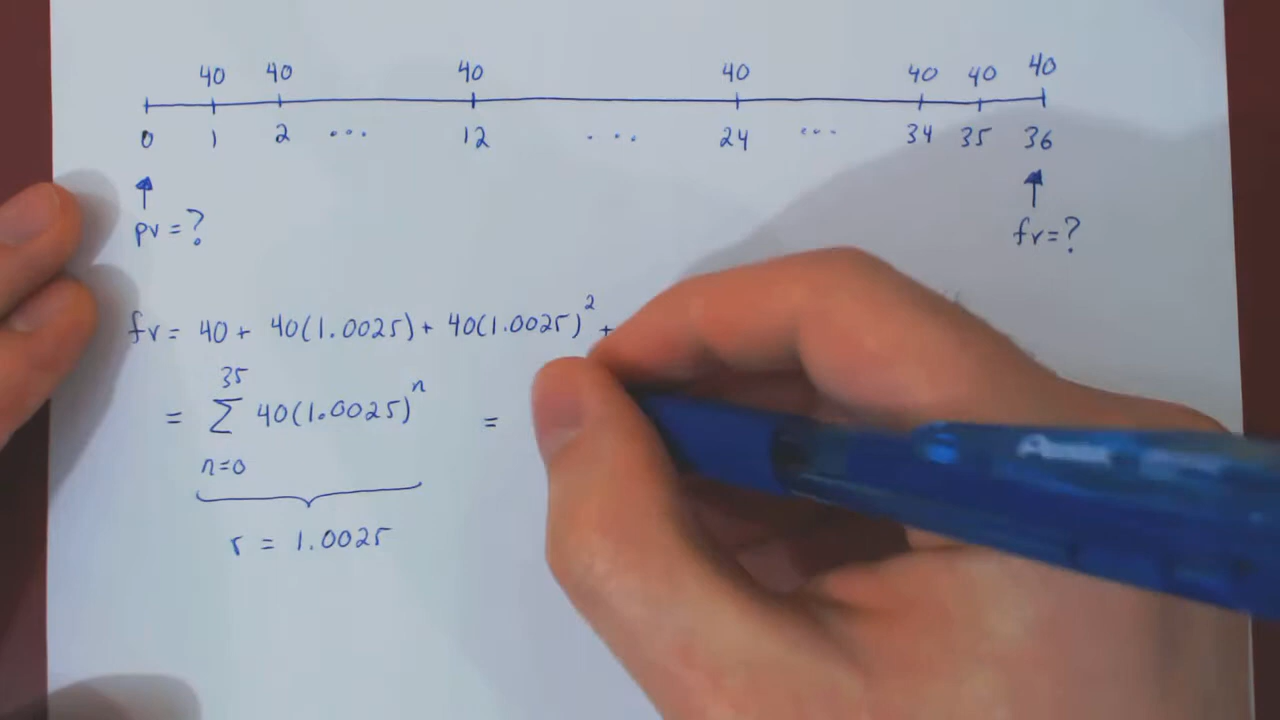 40 40 40 40 40 40 40
0 1 2 ... 12 .... 24 ... 34 35 36
pv=? fv=?
fv = 40 + 40(1.0025) + 40(1.0025)² +
35
= Σ 40(1.0025)ⁿ =
n=0
r = 1.0025